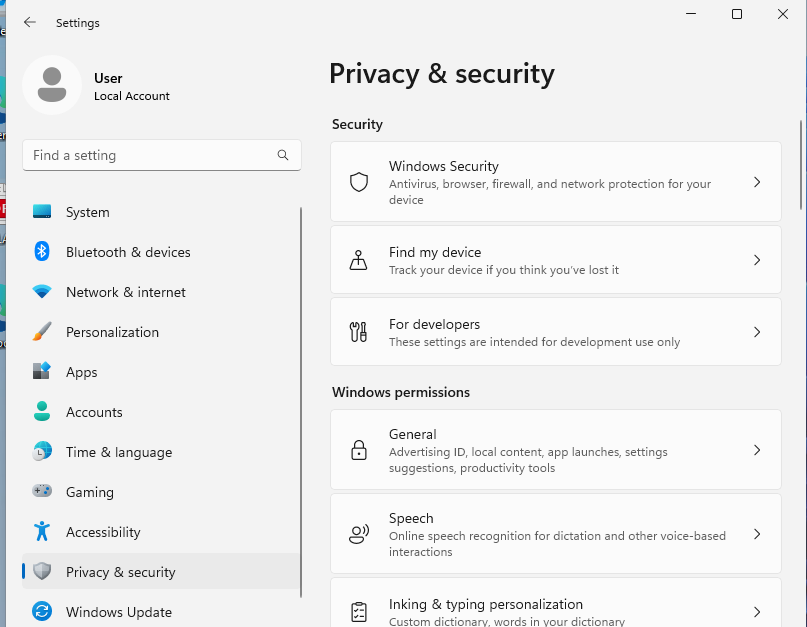 Settings
User
Local Account
Find a setting
System
Bluetooth & devices
Network & internet
Personalization
Apps
Accounts
Time & language
Gaming
Accessibility
Privacy & security
Windows Update
Privacy & security
Security
Windows Security
Antivirus, browser, firewall, and network protection for your
device
Find my device
Track your device if you think you've lost it
For developers
These settings are intended for development use only
Windows permissions
General
Advertising ID, local content, app launches, settings
suggestions, productivity tools
Speech
Online speech recognition for dictation and other voice-based
interactions
Inking & typing personalization
Custom dictionary, words in your dictionary